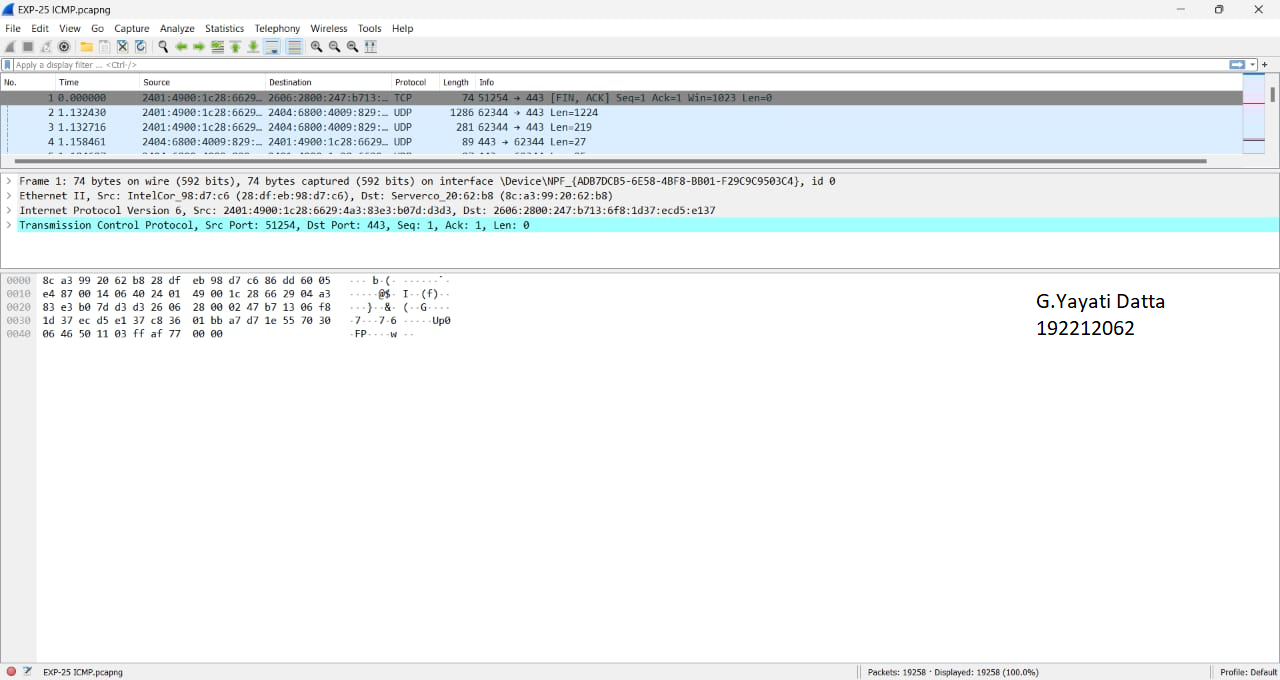 EXP-25 ICMP.pcapng
File Edit View Go Capture Analyze Statistics Telephony Wireless Tools Help
Apply a display filter ... <Ctrl-/>
No. Time Source Destination Protocol Length Info
1 0.000000 2401:4900:1c28:6629… 2606:2800:247:b713:… TCP 74 51254 → 443 [FIN, ACK] Seq=1 Ack=1 Win=1023 Len=0
2 1.132430 2401:4900:1c28:6629… 2404:6800:4009:829:… UDP 1286 62344 → 443 Len=1224
3 1.132716 2401:4900:1c28:6629… 2404:6800:4009:829:… UDP 281 62344 → 443 Len=219
4 1.158461 2404:6800:4009:829:… 2401:4900:1c28:6629… UDP 89 443 → 62344 Len=27
Frame 1: 74 bytes on wire (592 bits), 74 bytes captured (592 bits) on interface \Device\NPF_{ADB7DCB5-6E58-4BF8-BB01-F29C9C9503C4}, id 0
Ethernet II, Src: IntelCor_98:d7:c6 (28:df:eb:98:d7:c6), Dst: Serverco_20:62:b8 (8c:a3:99:20:62:b8)
Internet Protocol Version 6, Src: 2401:4900:1c28:6629:4a3:83e3:b07d:d3d3, Dst: 2606:2800:247:b713:6f8:1d37:ecd5:e137
Transmission Control Protocol, Src Port: 51254, Dst Port: 443, Seq: 1, Ack: 1, Len: 0
0000 8c a3 99 20 62 b8 28 df eb 98 d7 c6 86 dd 60 05 ··· b·(· ······`·
0010 e4 87 00 14 06 40 24 01 49 00 1c 28 66 29 04 a3 ·····@$· I··(f)··
0020 83 e3 b0 7d d3 d3 26 06 28 00 02 47 b7 13 06 f8 ···}··&· (··G····
0030 1d 37 ec d5 e1 37 c8 36 01 bb a7 d7 1e 55 70 30 ·7···7·6 ·····Up0
0040 06 46 50 11 03 ff af 77 00 00 ·FP····w ··
G.Yayati Datta
192212062
EXP-25 ICMP.pcapng
Packets: 19258 · Displayed: 19258 (100.0%)
Profile: Default